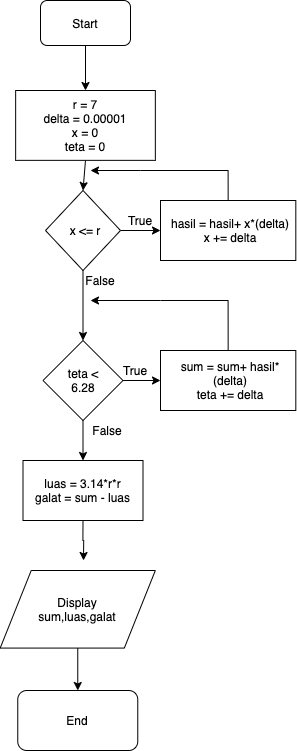 Start
r = 7
delta = 0.00001
x = 0
teta = 0
x <= r
True
hasil = hasil+ x*(delta)
x += delta
False
teta <
6.28
True
sum = sum+ hasil*
(delta)
teta += delta
False
luas = 3.14*r*r
galat = sum - luas
Display
sum,luas,galat
End